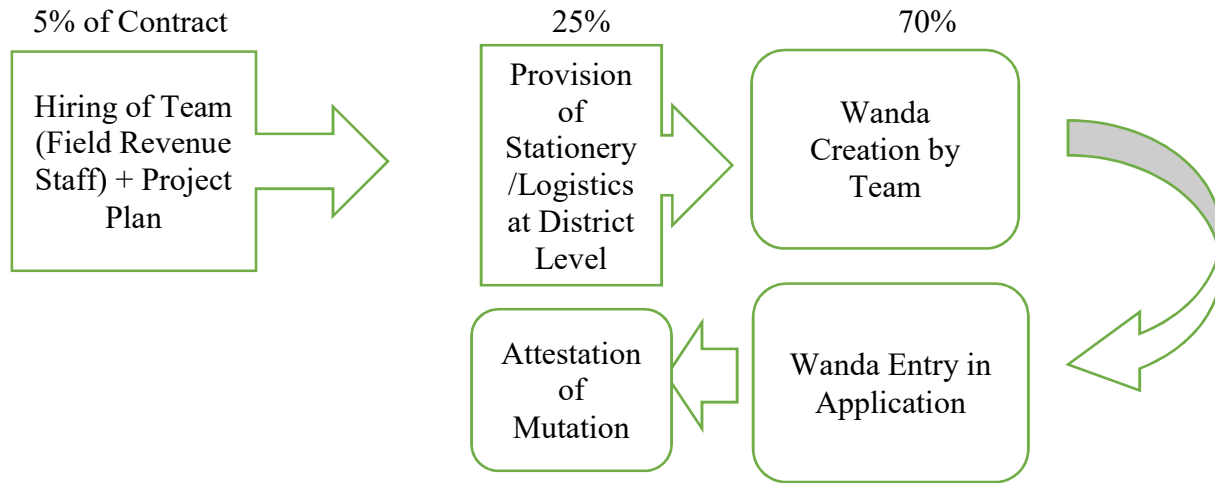 5% of Contract
25%
70%
Hiring of Team
(Field Revenue
Staff) + Project
Plan
Provision
of
Stationery
/Logistics
at District
Level
Wanda
Creation by
Team
Wanda Entry in
Application
Attestation
of
Mutation